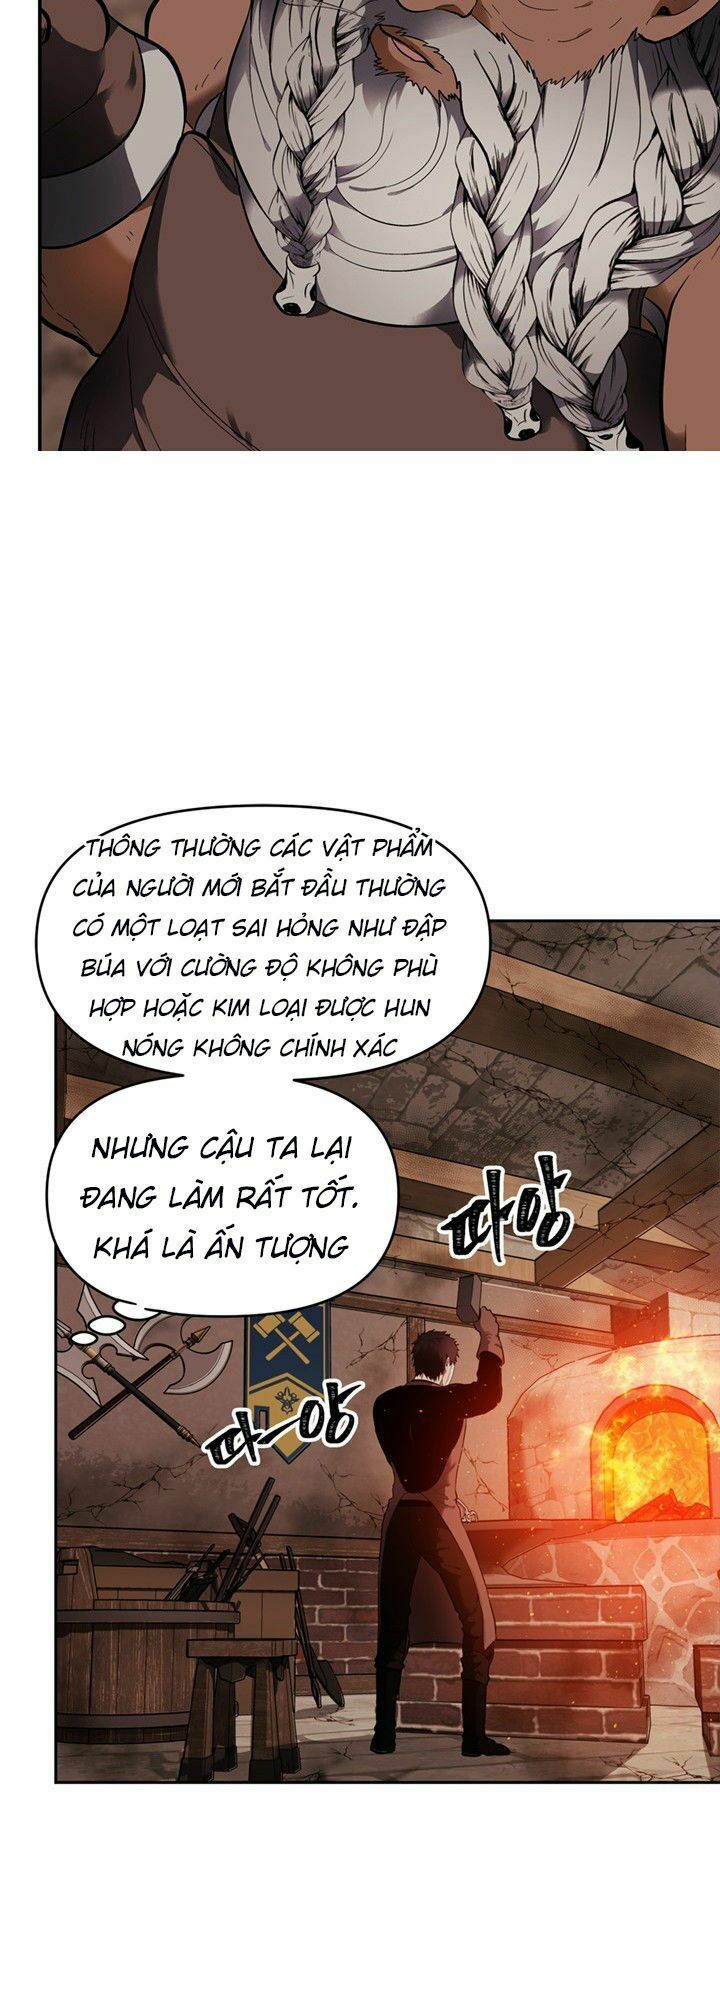 THÔNG THƯỜNG CÁC VẬT PHẨM
CỦA NGƯỜI MỚI BẮT ĐẦU THƯỜNG
CÓ MỘT LOẠT SAI HỎNG NHƯ ĐẬP
BÚA VỚI CƯỜNG ĐỘ KHÔNG PHÙ
HỢP HOẶC KIM LOẠI ĐƯỢC HUN
NÓNG KHÔNG CHÍNH XÁC
NHƯNG CẬU TA LẠI
ĐANG LÀM RẤT TỐT.
KHÁ LÀ ẤN TƯỢNG
따앙
따앙